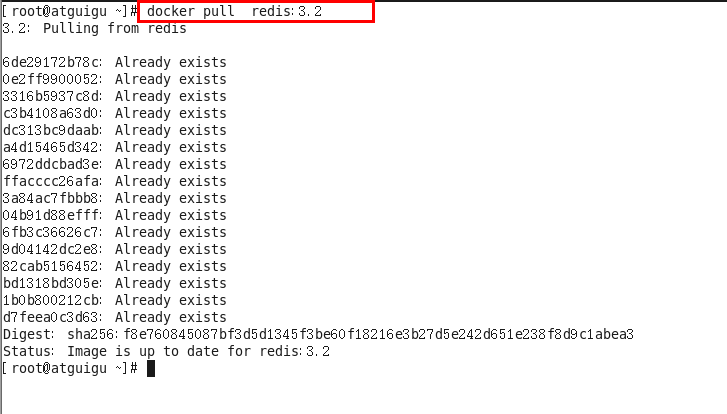 [root@atguigu ~]# docker pull  redis:3.2
3.2: Pulling from redis
6de29172b78c: Already exists
0e2ff9900052: Already exists
3316b5937c8d: Already exists
c3b4108a63d0: Already exists
dc313bc9daab: Already exists
a4d15465d342: Already exists
6972ddcbad3e: Already exists
ffacccc26afa: Already exists
3a84ac7fbbb8: Already exists
04b91d88efff: Already exists
6fb3c36626c7: Already exists
9d04142dc2e8: Already exists
82cab5156452: Already exists
bd1318bd305e: Already exists
1b0b800212cb: Already exists
d7feea0c3d63: Already exists
Digest: sha256:f8e760845087bf3d5d1345f3be60f18216e3b27d5e242d651e238f8d9c1abea3
Status: Image is up to date for redis:3.2
[root@atguigu ~]#